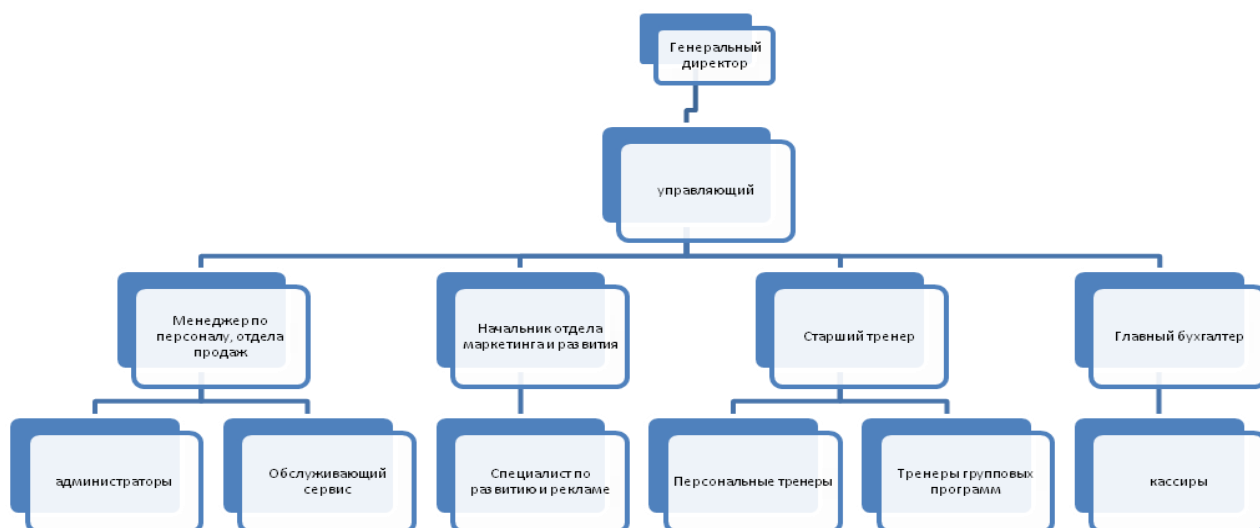 Генеральный
директор
управляющий
Менеджер по
персоналу, отдела
продаж
Начальник отдела
маркетинга и развития
Старший тренер
Главный бухгалтер
администраторы
Обслуживающий
сервис
Специалист по
развитию и рекламе
Персональные тренеры
Тренеры групповых
программ
кассиры